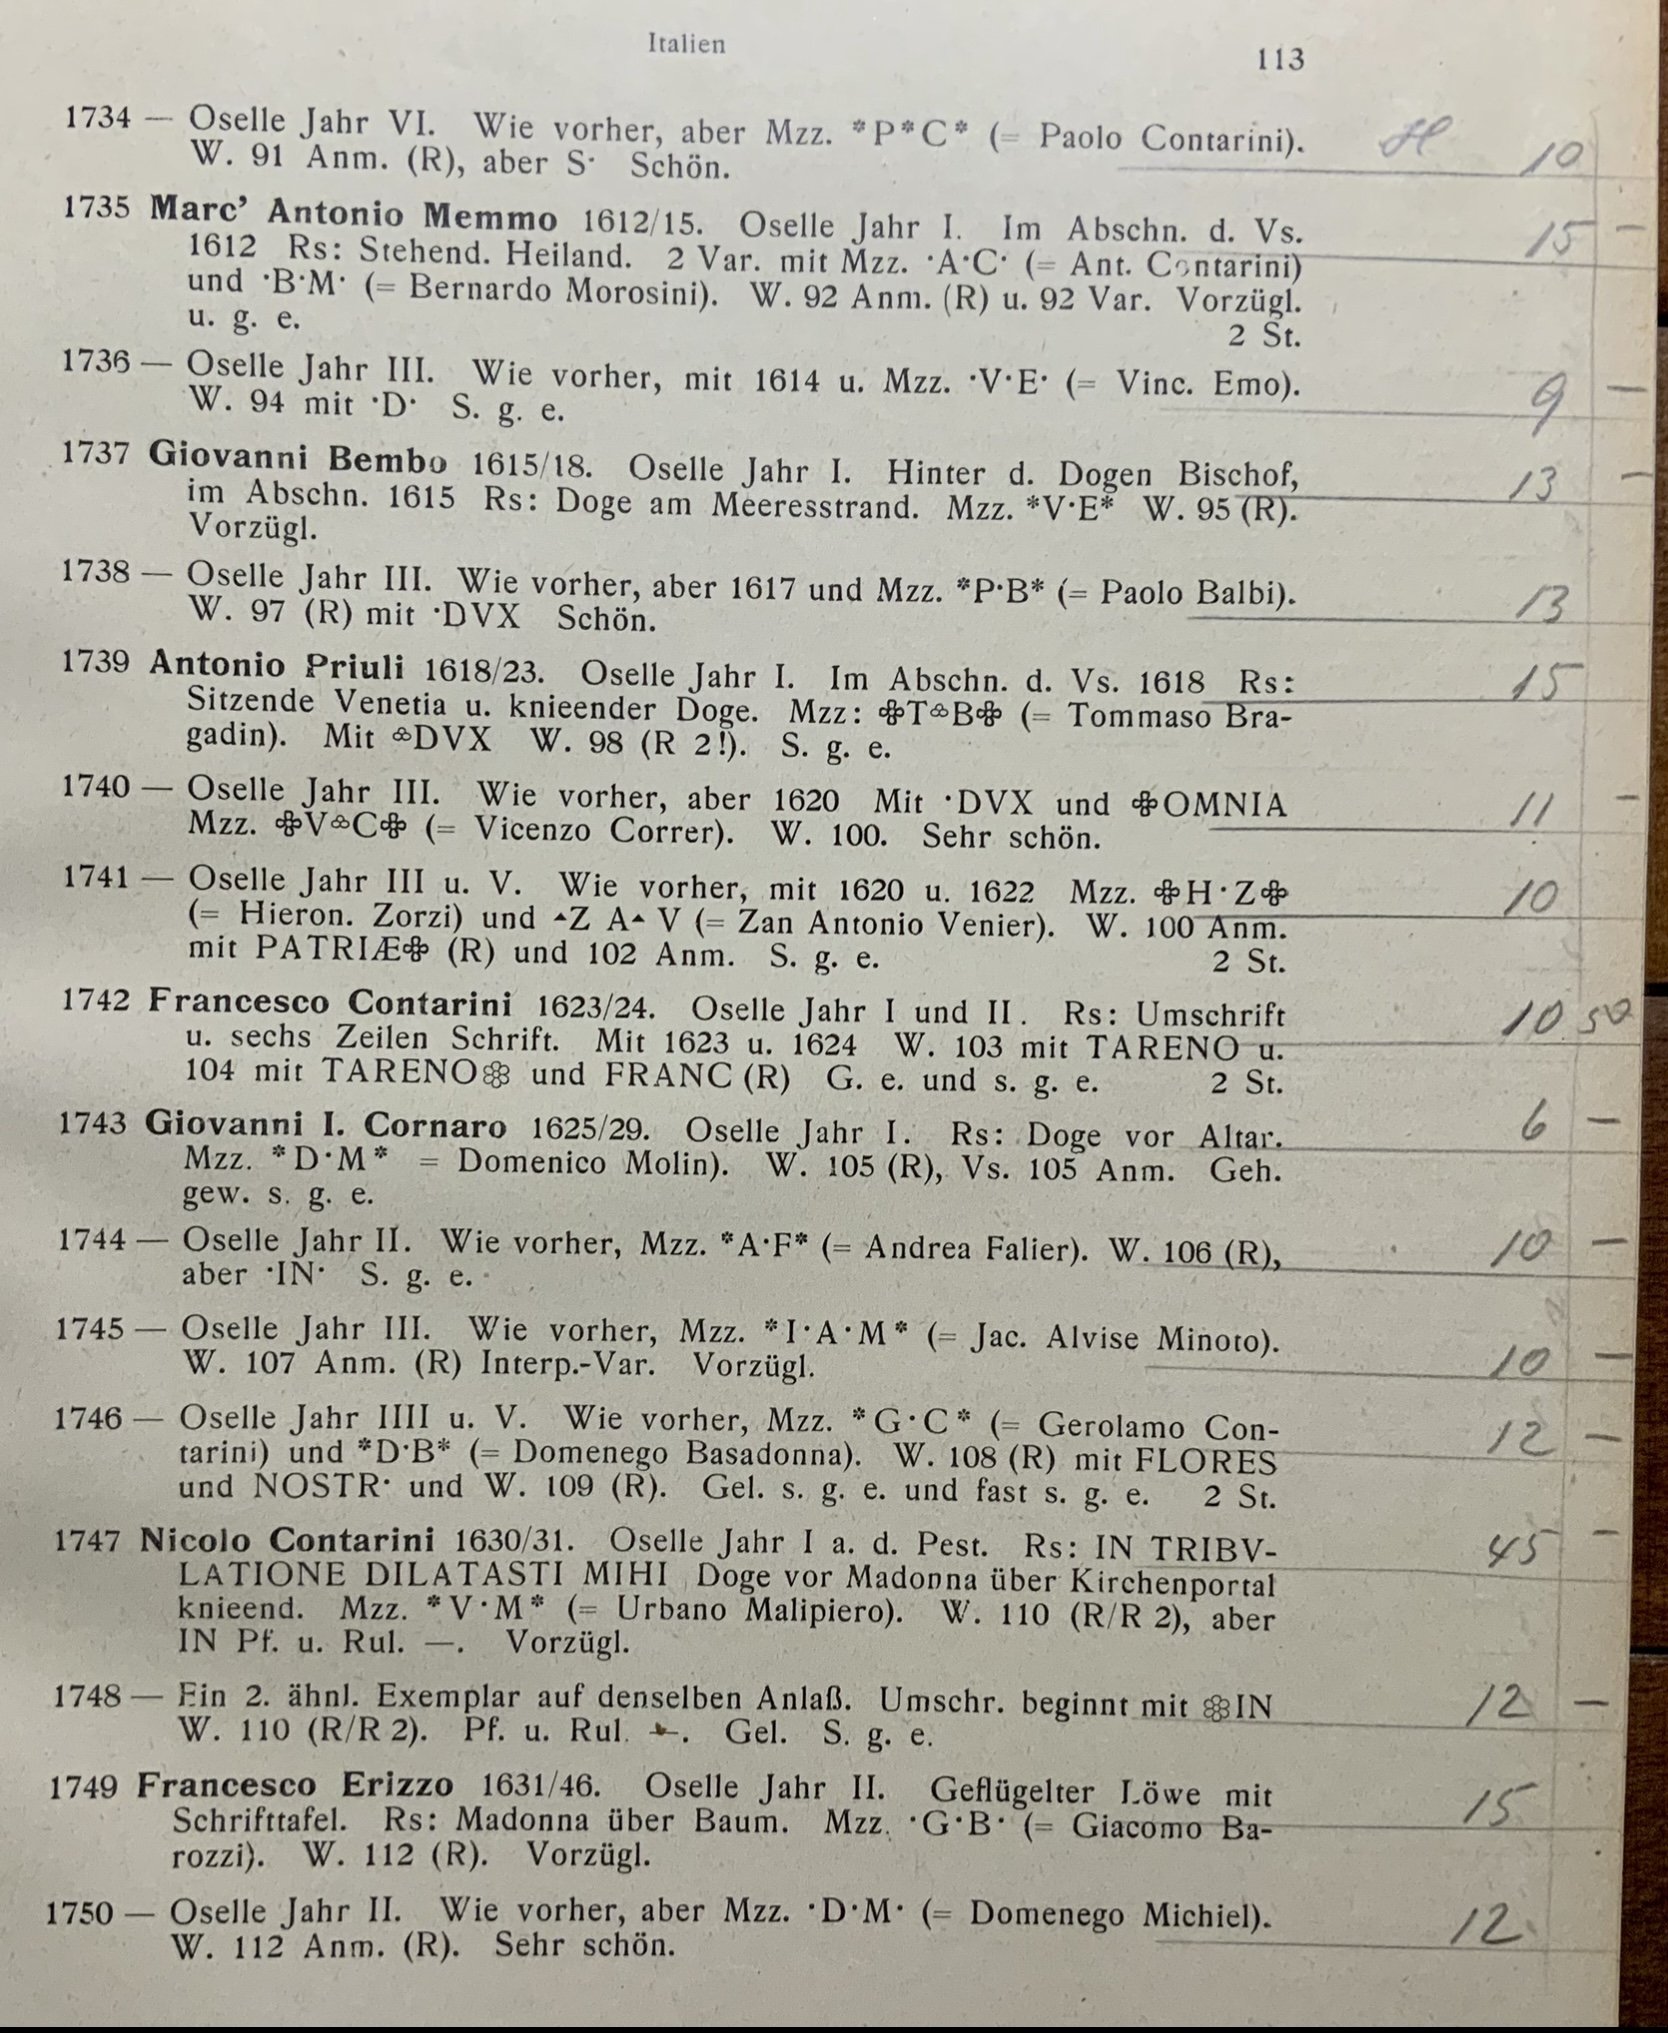 Italien 113
1734 — Oselle Jahr VI. Wie vorher, aber Mzz. *P*C* (= Paolo Contarini). H 10
W. 91 Anm. (R), aber S· Schön.
1735 Marc' Antonio Memmo 1612/15. Oselle Jahr I. Im Abschn. d. Vs. 15 —
1612 Rs: Stehend. Heiland. 2 Var. mit Mzz. ·A·C· (= Ant. Contarini)
und ·B·M· (= Bernardo Morosini). W. 92 Anm. (R) u. 92 Var. Vorzügl.
u. g. e. 2 St.
1736 — Oselle Jahr III. Wie vorher, mit 1614 u. Mzz. ·V·E· (= Vinc. Emo). 9 —
W. 94 mit ·D· S. g. e.
1737 Giovanni Bembo 1615/18. Oselle Jahr I. Hinter d. Dogen Bischof, 13 —
im Abschn. 1615 Rs: Doge am Meeresstrand. Mzz. *V·E* W. 95 (R).
Vorzügl.
1738 — Oselle Jahr III. Wie vorher, aber 1617 und Mzz. *P·B* (= Paolo Balbi). 13
W. 97 (R) mit ·DVX Schön.
1739 Antonio Priuli 1618/23. Oselle Jahr I. Im Abschn. d. Vs. 1618 Rs: 15
Sitzende Venetia u. knieender Doge. Mzz: ✤T♧B✤ (= Tommaso Bra-
gadin). Mit ♧DVX W. 98 (R 2!). S. g. e.
1740 — Oselle Jahr III. Wie vorher, aber 1620 Mit ·DVX und ✤OMNIA 11 —
Mzz. ✤V♧C✤ (= Vicenzo Correr). W. 100. Sehr schön.
1741 — Oselle Jahr III u. V. Wie vorher, mit 1620 u. 1622 Mzz. ✤H·Z✤ 10
(= Hieron. Zorzi) und ▴Z A▴ V (= Zan Antonio Venier). W. 100 Anm.
mit PATRIÆ✤ (R) und 102 Anm. S. g. e. 2 St.
1742 Francesco Contarini 1623/24. Oselle Jahr I und II. Rs: Umschrift 10 50
u. sechs Zeilen Schrift. Mit 1623 u. 1624 W. 103 mit TARENO u.
104 mit TARENO❀ und FRANC (R) G. e. und s. g. e. 2 St.
1743 Giovanni I. Cornaro 1625/29. Oselle Jahr I. Rs: Doge vor Altar. 6 —
Mzz. *D·M* = Domenico Molin). W. 105 (R), Vs. 105 Anm. Geh.
gew. s. g. e.
1744 — Oselle Jahr II. Wie vorher, Mzz. *A·F* (= Andrea Falier). W. 106 (R), 10 —
aber ·IN· S. g. e.
1745 — Oselle Jahr III. Wie vorher, Mzz. *I·A·M* (= Jac. Alvise Minoto). 10 —
W. 107 Anm. (R) Interp.-Var. Vorzügl.
1746 — Oselle Jahr IIII u. V. Wie vorher, Mzz. *G·C* (= Gerolamo Con- 12 —
tarini) und *D·B* (= Domenego Basadonna). W. 108 (R) mit FLORES
und NOSTR· und W. 109 (R). Gel. s. g. e. und fast s. g. e. 2 St.
1747 Nicolo Contarini 1630/31. Oselle Jahr I a. d. Pest. Rs: IN TRIBV- 45 —
LATIONE DILATASTI MIHI Doge vor Madonna über Kirchenportal
knieend. Mzz. *V·M* (= Urbano Malipiero). W. 110 (R/R 2), aber
IN Pf. u. Rul. —. Vorzügl.
1748 — Ein 2. ähnl. Exemplar auf denselben Anlaß. Umschr. beginnt mit ❀IN 12 —
W. 110 (R/R 2). Pf. u. Rul. —. Gel. S. g. e.
1749 Francesco Erizzo 1631/46. Oselle Jahr II. Geflügelter Löwe mit 15
Schrifttafel. Rs: Madonna über Baum. Mzz. ·G·B· (= Giacomo Ba-
rozzi). W. 112 (R). Vorzügl.
1750 — Oselle Jahr II. Wie vorher, aber Mzz. ·D·M· (= Domenego Michiel). 12
W. 112 Anm. (R). Sehr schön.